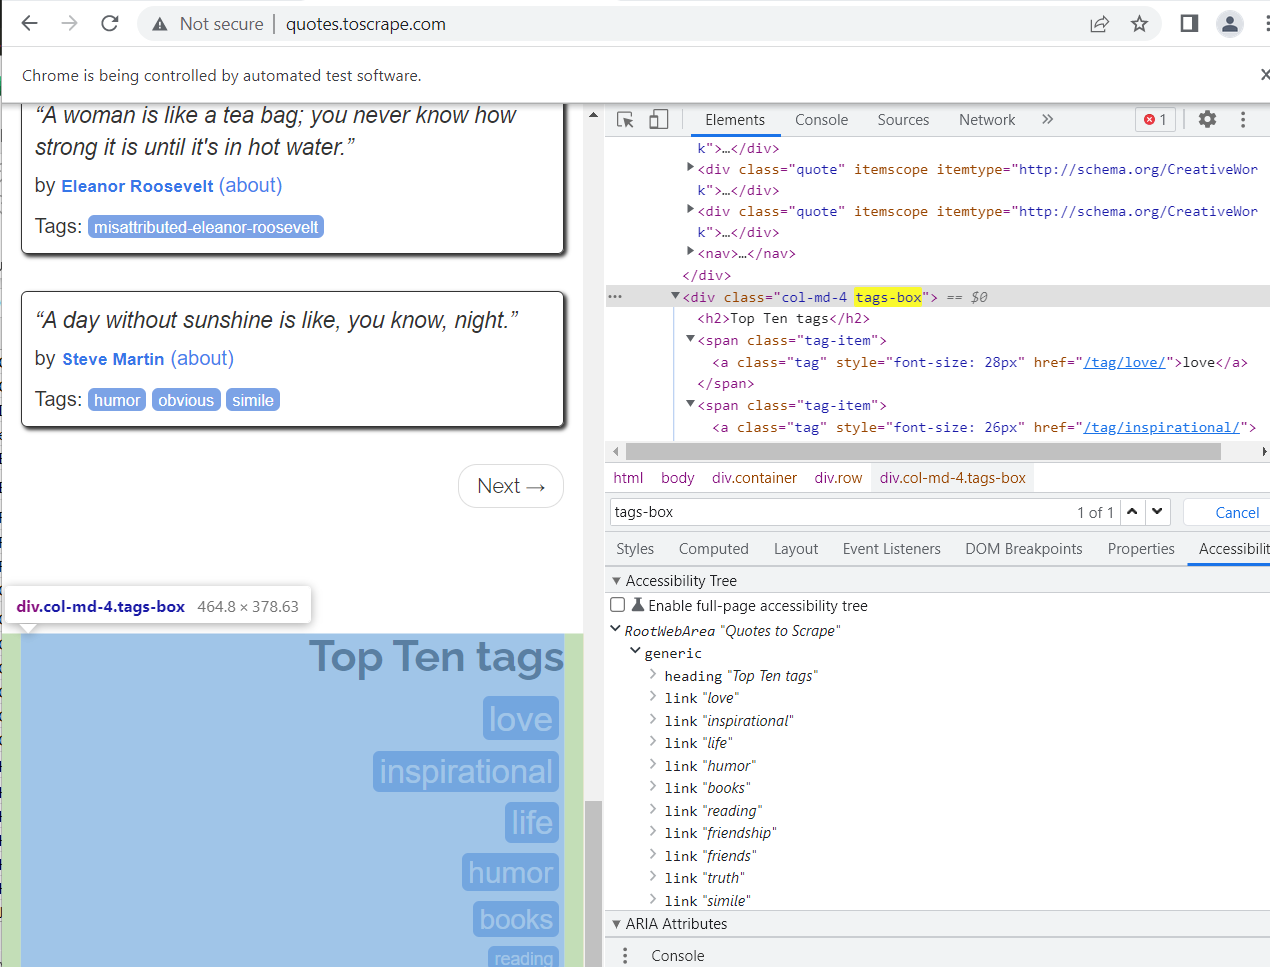 Not secure | quotes.toscrape.com
Chrome is being controlled by automated test software.
“A woman is like a tea bag; you never know how
strong it is until it's in hot water.”
by Eleanor Roosevelt (about)
Tags: misattributed-eleanor-roosevelt
“A day without sunshine is like, you know, night.”
by Steve Martin (about)
Tags: humor obvious simile
Next →
div.col-md-4.tags-box 464.8 × 378.63
Top Ten tags
love
inspirational
life
humor
books
reading
Elements Console Sources Network » 1
k">…</div>
<div class="quote" itemscope itemtype="http://schema.org/CreativeWor
k">…</div>
<div class="quote" itemscope itemtype="http://schema.org/CreativeWor
k">…</div>
<nav>…</nav>
</div>
<div class="col-md-4 tags-box"> == $0
<h2>Top Ten tags</h2>
<span class="tag-item">
<a class="tag" style="font-size: 28px" href="/tag/love/">love</a>
</span>
<span class="tag-item">
<a class="tag" style="font-size: 26px" href="/tag/inspirational/">
html body div.container div.row div.col-md-4.tags-box
tags-box 1 of 1 Cancel
Styles Computed Layout Event Listeners DOM Breakpoints Properties Accessibilit
Accessibility Tree
Enable full-page accessibility tree
RootWebArea "Quotes to Scrape"
generic
heading "Top Ten tags"
link "love"
link "inspirational"
link "life"
link "humor"
link "books"
link "reading"
link "friendship"
link "friends"
link "truth"
link "simile"
ARIA Attributes
Console